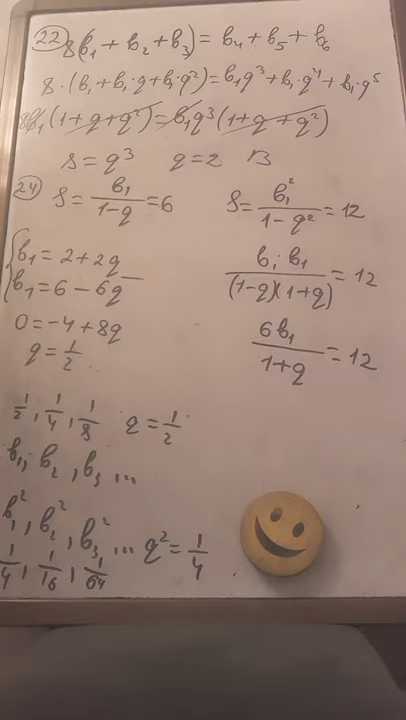 22 8(b₁ + b₂ + b₃) = b₄ + b₅ + b₆
8 · (b₁ + b₁·q + b₁·q²) = b₁q³ + b₁·q⁴ + b₁·q⁵
8b₁(1+q+q²) = b₁q³(1+q+q²)
8 = q³ q = 2 B
24 S = b₁/(1-q) = 6 S = b₁²/(1-q²) = 12
b₁ = 2 + 2q
b₁ = 6 - 6q
b₁·b₁/((1-q)(1+q)) = 12
0 = -4 + 8q
q = 1/2
6b₁/(1+q) = 12
1/2, 1/4, 1/8 q = 1/2
b₁, b₂, b₃ ...
b₁², b₂², b₃² ... q² = 1/4
1/4, 1/16, 1/64